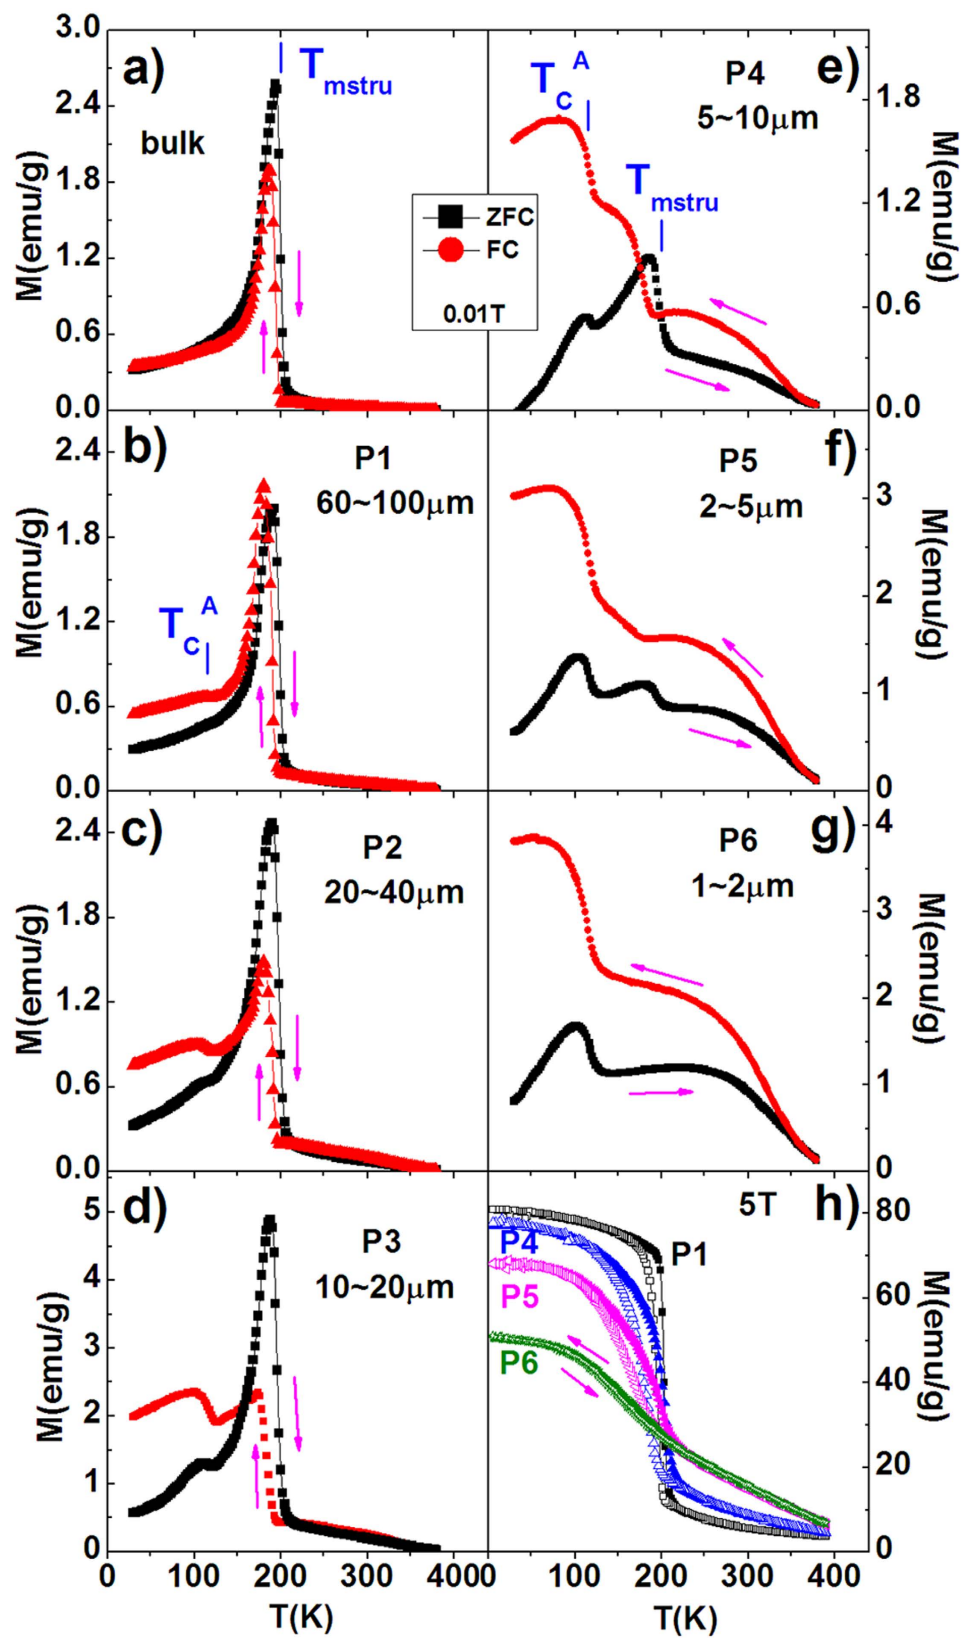 a)
T mstru
bulk
M(emu/g)
3.0
2.4
1.8
1.2
0.6
0.0
ZFC
FC
0.01T
e)
P4
5~10μm
T C A
T mstru
M(emu/g)
1.8
1.2
0.6
0.0
M(emu/g)
b)
P1
60~100μm
T C A
M(emu/g)
2.4
1.8
1.2
0.6
0.0
f)
P5
2~5μm
3
2
1
0
M(emu/g)
c)
P2
20~40μm
M(emu/g)
2.4
1.8
1.2
0.6
0.0
g)
P6
1~2μm
4
3
2
1
0
M(emu/g)
d)
P3
10~20μm
M(emu/g)
5
4
3
2
1
0
0 100 200 300 400
T(K)
h)
5T
P4
P1
P5
P6
80
60
40
20
0
M(emu/g)
0 100 200 300 400
T(K)